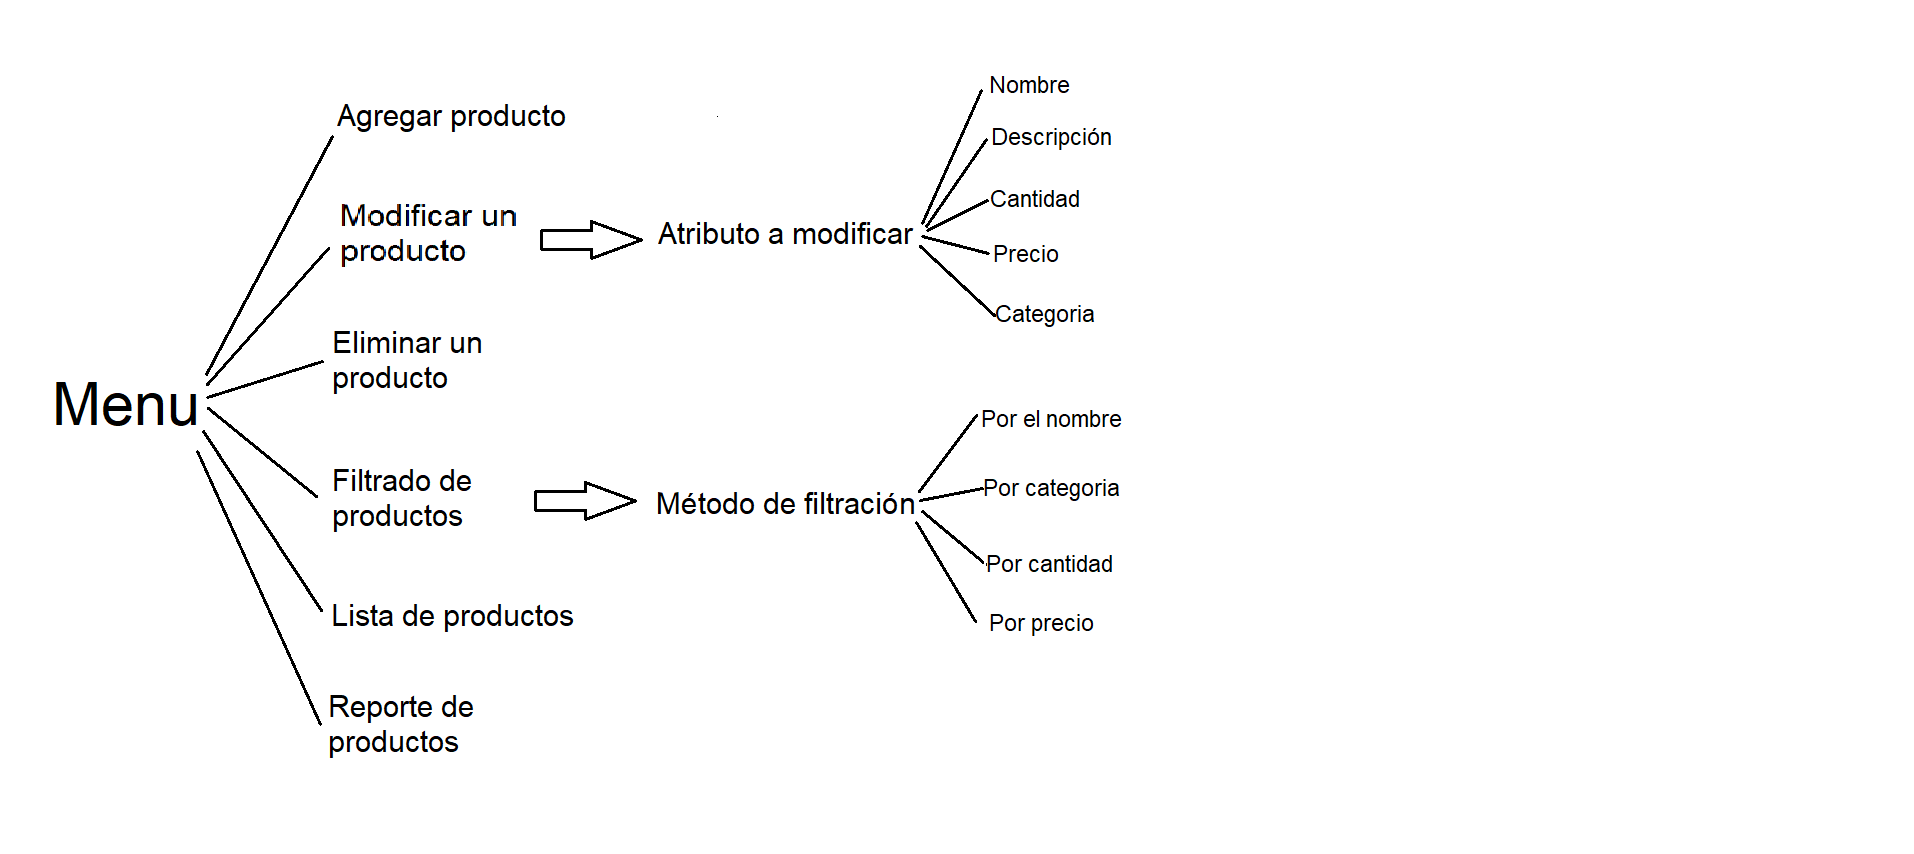 Menu
Agregar producto
Modificar un
producto
Atributo a modificar
Nombre
Descripción
Cantidad
Precio
Categoria
Eliminar un
producto
Filtrado de
productos
Método de filtración
Por el nombre
Por categoria
Por cantidad
Por precio
Lista de productos
Reporte de
productos